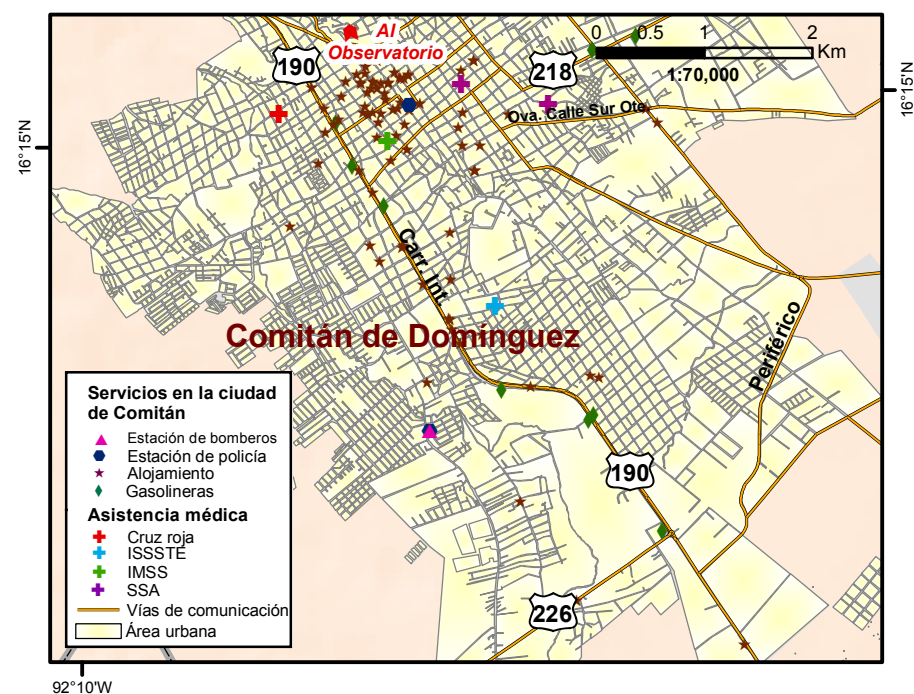 Al
Observatorio
0 0.5 1 2
Km
1:70,000
190
218
Ova. Calle Sur Ote.
16°15'N
16°15'N
Carr. Int.
Comitán de Domínguez
Periférico
190
226
Servicios en la ciudad
de Comitán
Estación de bomberos
Estación de policía
Alojamiento
Gasolineras
Asistencia médica
Cruz roja
ISSSTE
IMSS
SSA
Vías de comunicación
Área urbana
92°10'W